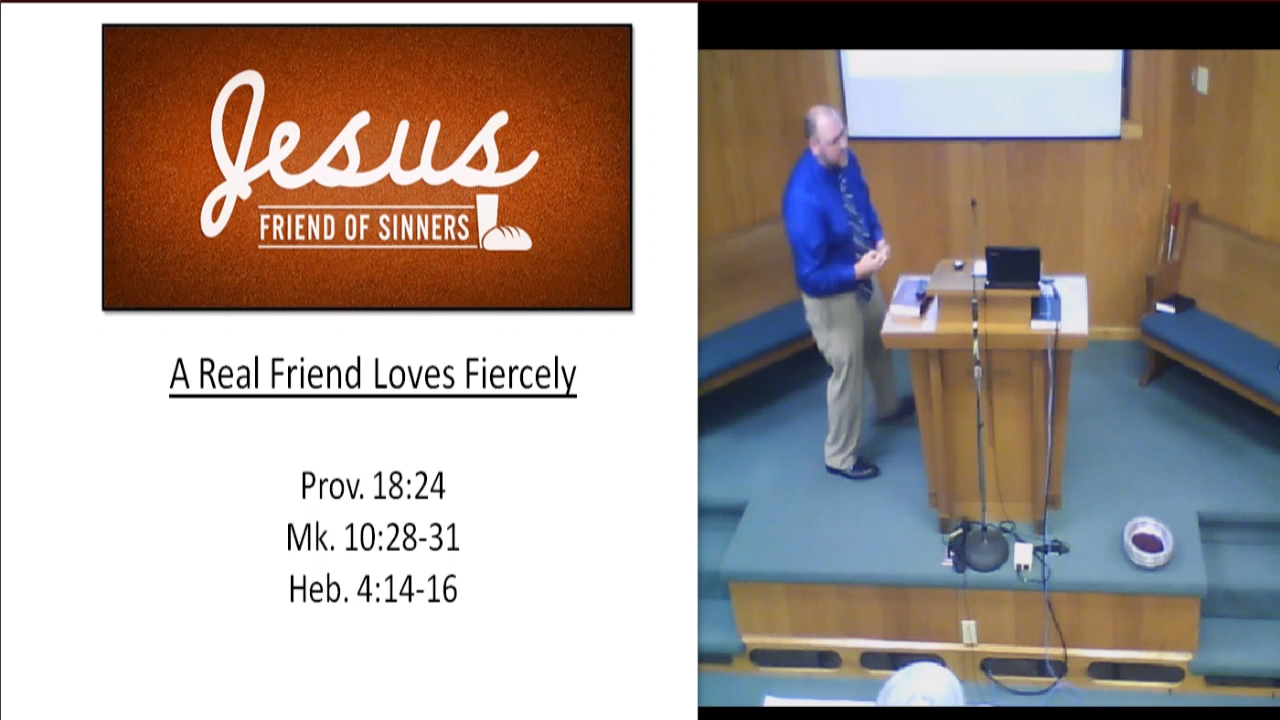 Jesus
FRIEND OF SINNERS
A Real Friend Loves Fiercely
Prov. 18:24
Mk. 10:28-31
Heb. 4:14-16